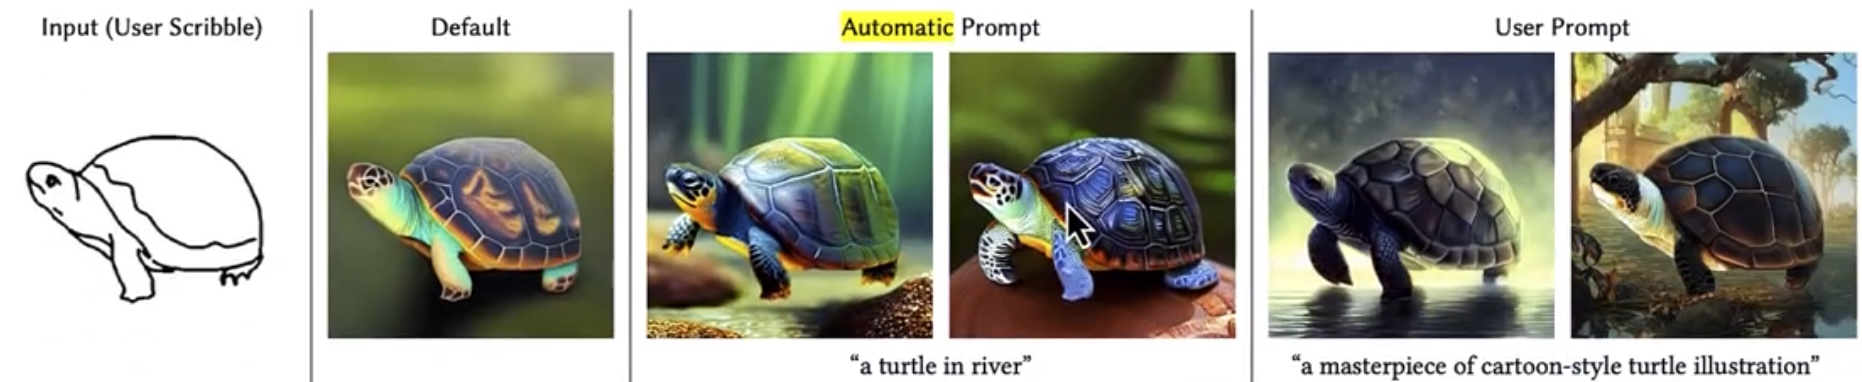 Input (User Scribble)
Default
Automatic Prompt
User Prompt
“a turtle in river”
“a masterpiece of cartoon-style turtle illustration”